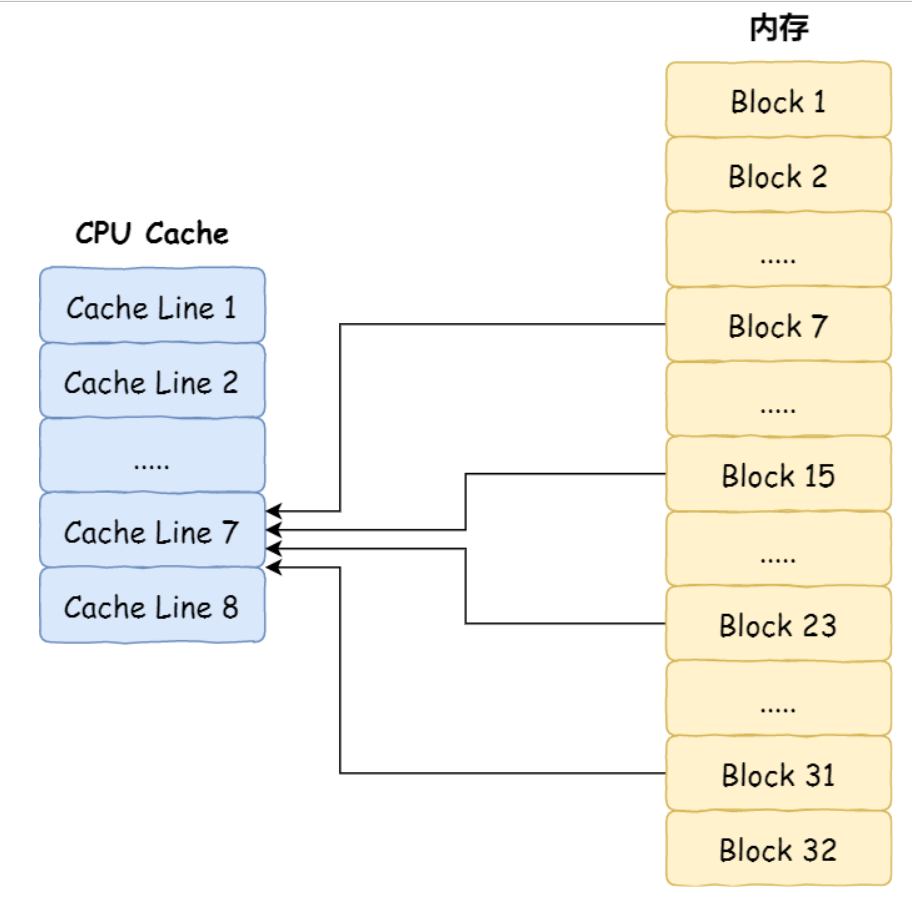 内存
Block 1
Block 2
.....
Block 7
.....
Block 15
.....
Block 23
.....
Block 31
Block 32
CPU Cache
Cache Line 1
Cache Line 2
.....
Cache Line 7
Cache Line 8